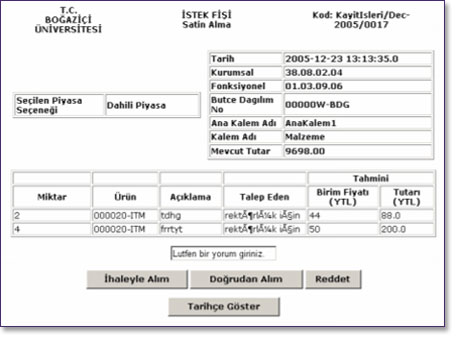 T.C.
BOĞAZİÇİ
ÜNİVERSİTESİ
İSTEK FİŞİ
Satin Alma
Kod: KayitIsleri/Dec-
2005/0017
Seçilen Piyasa Seçeneği Dahili Piyasa
Tarih 2005-12-23 13:13:35.0
Kurumsal 38.08.02.04
Fonksiyonel 01.03.09.06
Butce Dagılım No 00000W-BDG
Ana Kalem Adı AnaKalem1
Kalem Adı Malzeme
Mevcut Tutar 9698.00
Tahmini
Miktar Ürün Açıklama Talep Eden Birim Fiyatı (YTL) Tutarı (YTL)
2 000020-ITM tdhg rektÃ¶rlÃ¼k iÃ§in 44 88.0
4 000020-ITM frrtyt rektÃ¶rlÃ¼k iÃ§in 50 200.0
Lutfen bir yorum giriniz.
İhaleyle Alım Doğrudan Alım Reddet
Tarihçe Göster